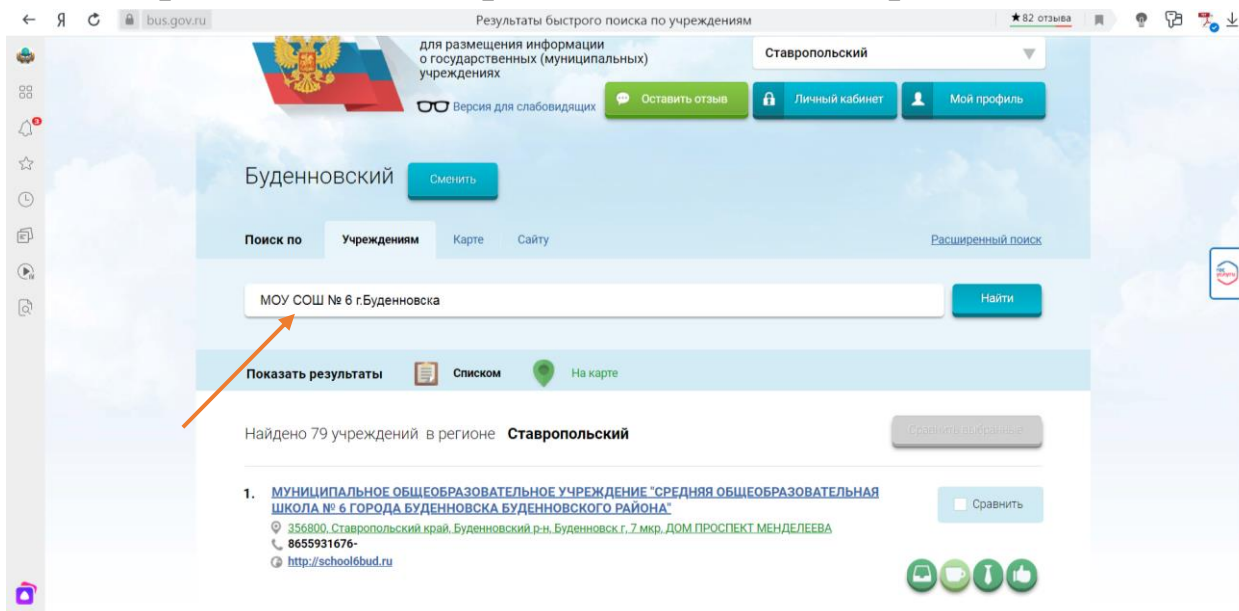 Я bus.gov.ru Результаты быстрого поиска по учреждениям ★82 отзыва
для размещения информации
о государственных (муниципальных)
учреждениях
Ставропольский
Версия для слабовидящих
Оставить отзыв
Личный кабинет
Мой профиль
Буденновский
Сменить
Поиск по Учреждениям Карте Сайту Расширенный поиск
МОУ СОШ № 6 г.Буденновска
Найти
Показать результаты Списком На карте
Найдено 79 учреждений в регионе Ставропольский
Сравнить выбранные
1. МУНИЦИПАЛЬНОЕ ОБЩЕОБРАЗОВАТЕЛЬНОЕ УЧРЕЖДЕНИЕ "СРЕДНЯЯ ОБЩЕОБРАЗОВАТЕЛЬНАЯ
ШКОЛА № 6 ГОРОДА БУДЕННОВСКА БУДЕННОВСКОГО РАЙОНА"
Сравнить
356800, Ставропольский край, Буденновский р-н, Буденновск г, 7 мкр, ДОМ ПРОСПЕКТ МЕНДЕЛЕЕВА
8655931676-
http://school6bud.ru